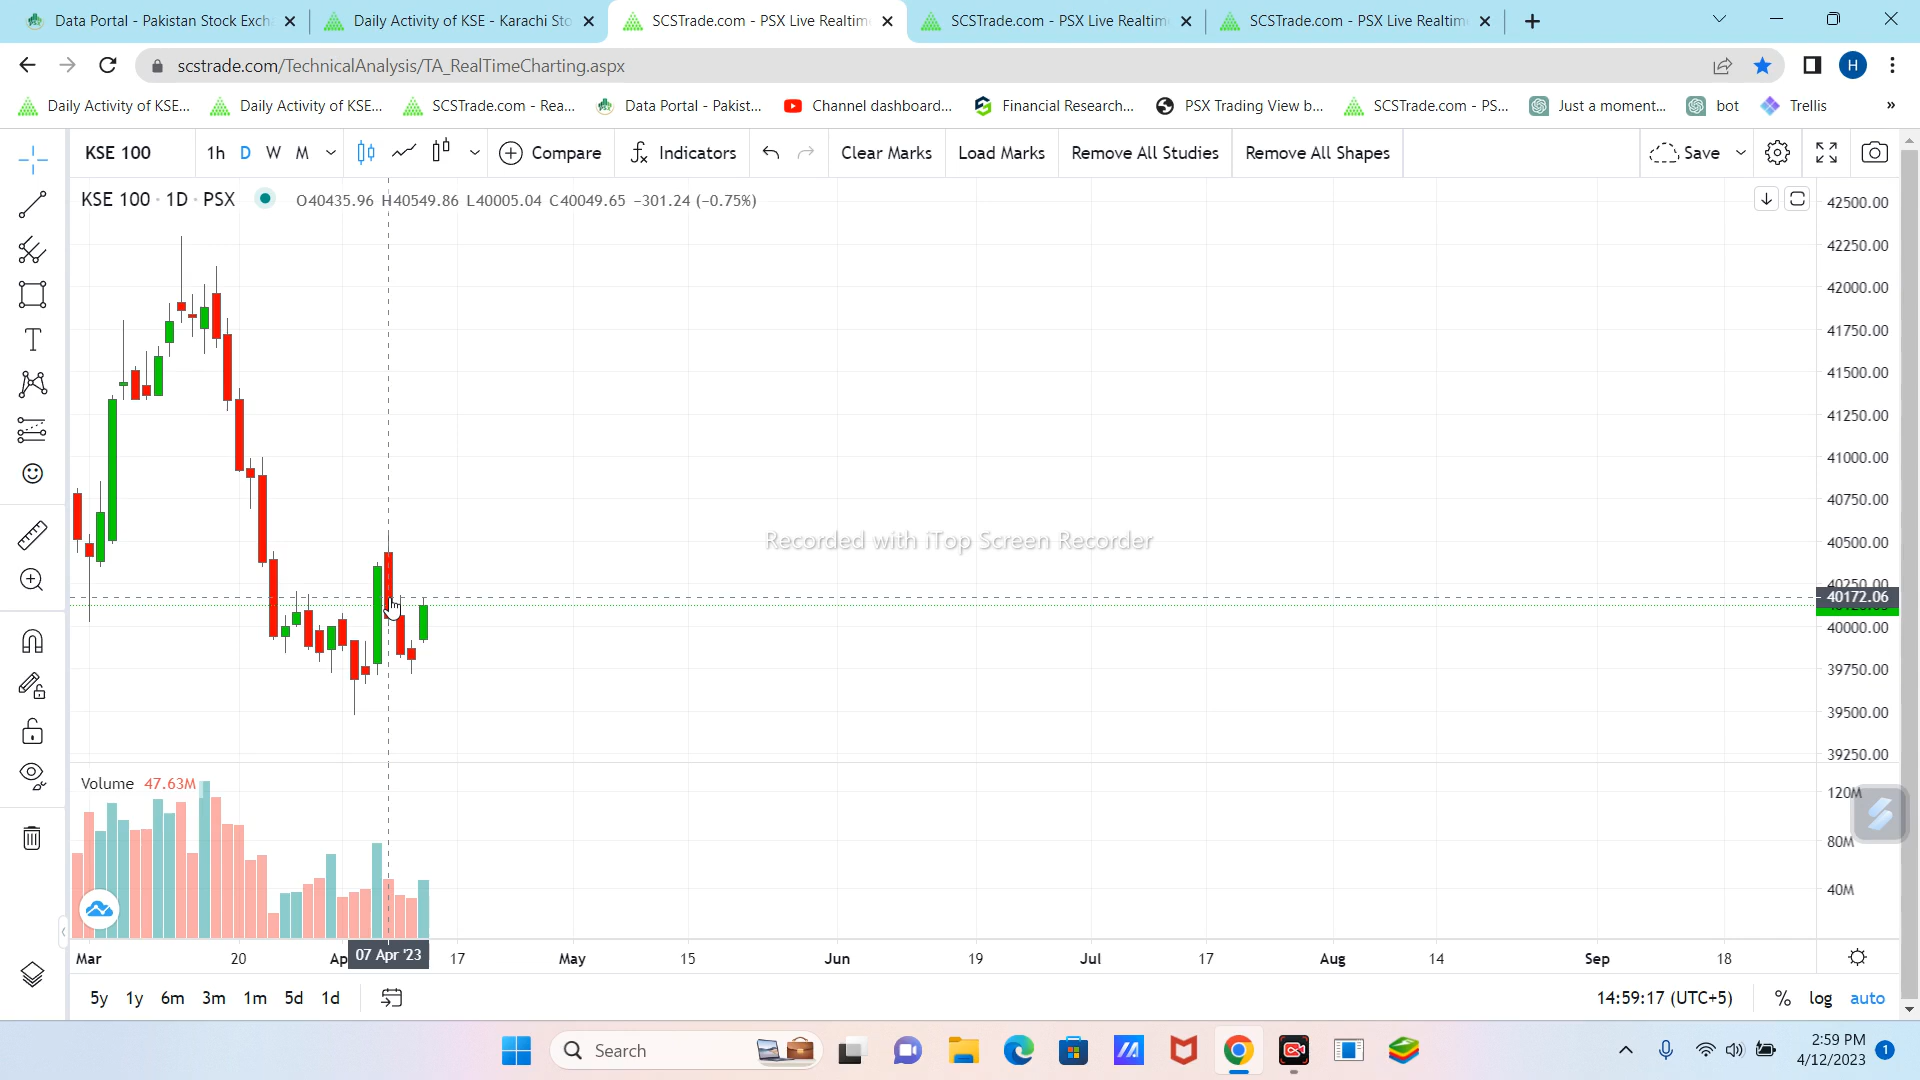 Data Portal - Pakistan Stock Exch
Daily Activity of KSE - Karachi Sto
SCSTrade.com - PSX Live Realtim
SCSTrade.com - PSX Live Realtim
SCSTrade.com - PSX Live Realtim
scstrade.com/TechnicalAnalysis/TA_RealTimeCharting.aspx
H
Daily Activity of KSE...
Daily Activity of KSE...
SCSTrade.com - Rea...
Data Portal - Pakist...
Channel dashboard...
Financial Research...
PSX Trading View b...
SCSTrade.com - PS...
Just a moment...
bot
Trellis
»
KSE 100
1h D W M
Compare
Indicators
Clear Marks
Load Marks
Remove All Studies
Remove All Shapes
Save
KSE 100 · 1D · PSX
O40435.96 H40549.86 L40005.04 C40049.65 −301.24 (−0.75%)
42500.00
42250.00
42000.00
41750.00
41500.00
41250.00
41000.00
40750.00
40500.00
40250.00
40172.06
40000.00
39750.00
39500.00
39250.00
Recorded with iTop Screen Recorder
Volume 47.63M
120M
80M
40M
Mar
20
Ap
07 Apr '23
17
May
15
Jun
19
Jul
17
Aug
14
Sep
18
5y 1y 6m 3m 1m 5d 1d
14:59:17 (UTC+5)
% log auto
Search
2:59 PM
4/12/2023
1